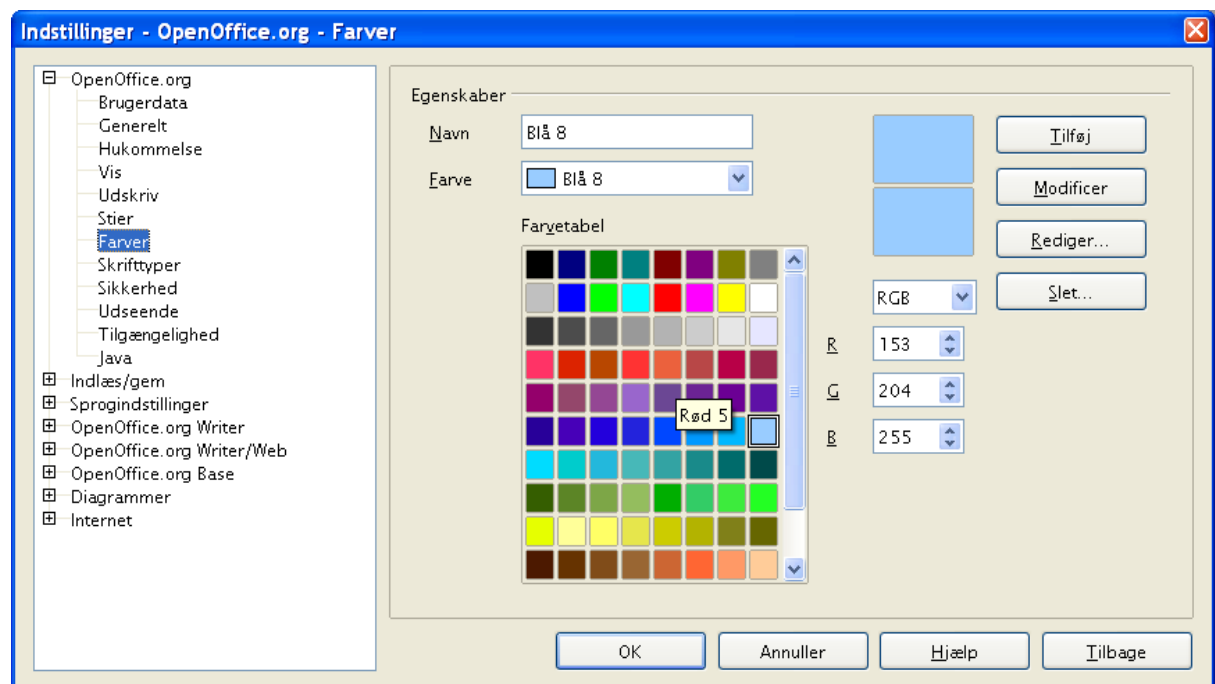 Indstillinger - OpenOffice.org - Farver
OpenOffice.org
Brugerdata
Generelt
Hukommelse
Vis
Udskriv
Stier
Farver
Skrifttyper
Sikkerhed
Udseende
Tilgængelighed
Java
Indlæs/gem
Sprogindstillinger
OpenOffice.org Writer
OpenOffice.org Writer/Web
OpenOffice.org Base
Diagrammer
Internet
Egenskaber
Navn Blå 8
Farve Blå 8
Farvetabel
Rød 5
Tilføj
Modificer
Rediger...
Slet...
RGB
R 153
G 204
B 255
OK Annuller Hjælp Tilbage